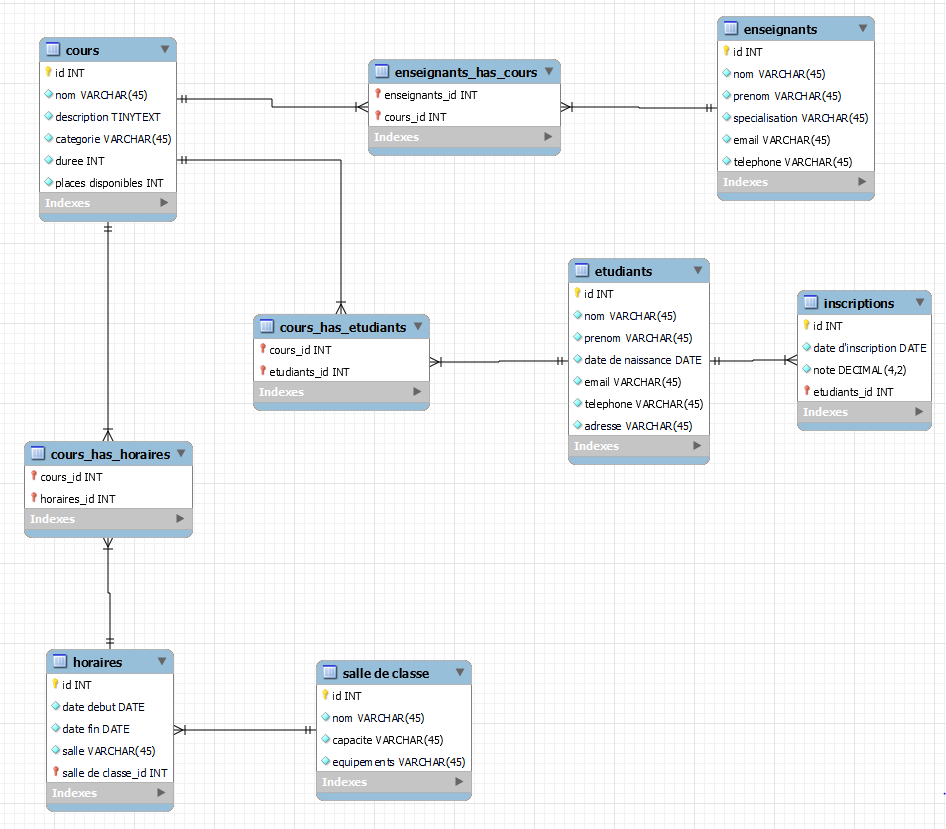 cours
id INT
nom VARCHAR(45)
description TINYTEXT
categorie VARCHAR(45)
duree INT
places disponibles INT
Indexes
enseignants_has_cours
enseignants_id INT
cours_id INT
Indexes
enseignants
id INT
nom VARCHAR(45)
prenom VARCHAR(45)
specialisation VARCHAR(45)
email VARCHAR(45)
telephone VARCHAR(45)
Indexes
cours_has_etudiants
cours_id INT
etudiants_id INT
Indexes
etudiants
id INT
nom VARCHAR(45)
prenom VARCHAR(45)
date de naissance DATE
email VARCHAR(45)
telephone VARCHAR(45)
adresse VARCHAR(45)
Indexes
inscriptions
id INT
date d'inscription DATE
note DECIMAL(4,2)
etudiants_id INT
Indexes
cours_has_horaires
cours_id INT
horaires_id INT
Indexes
horaires
id INT
date debut DATE
date fin DATE
salle VARCHAR(45)
salle de classe_id INT
Indexes
salle de classe
id INT
nom VARCHAR(45)
capacite VARCHAR(45)
equipements VARCHAR(45)
Indexes